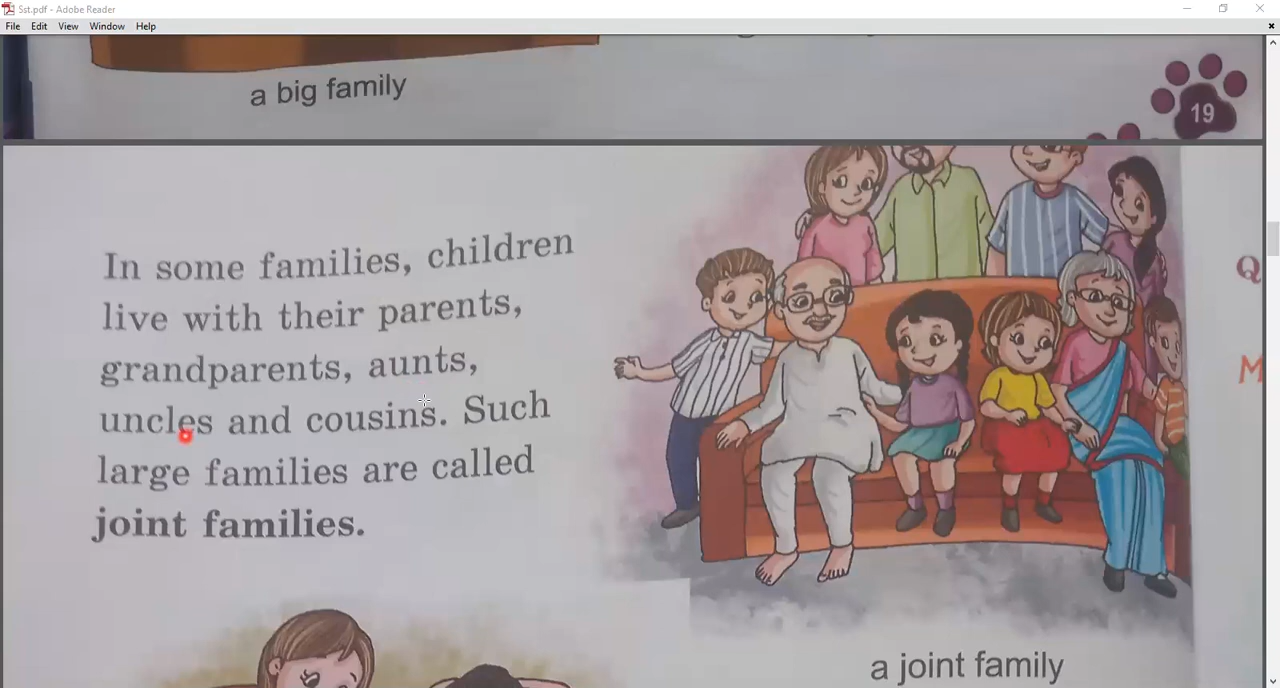 Sst.pdf - Adobe Reader
File Edit View Window Help
a big family
19
In some families, children
live with their parents,
grandparents, aunts,
uncles and cousins. Such
large families are called
joint families.
Q
M
a joint family